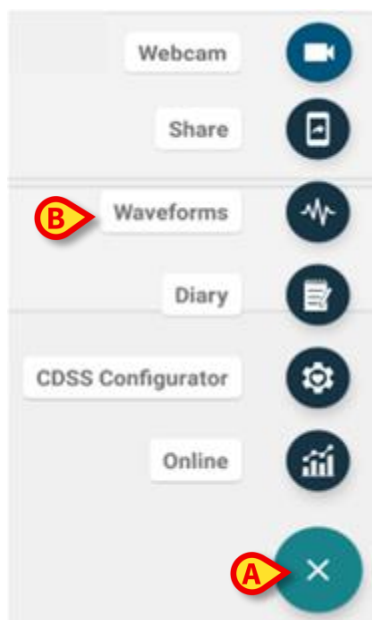 Webcam
Share
B
Waveforms
Diary
CDSS Configurator
Online
A